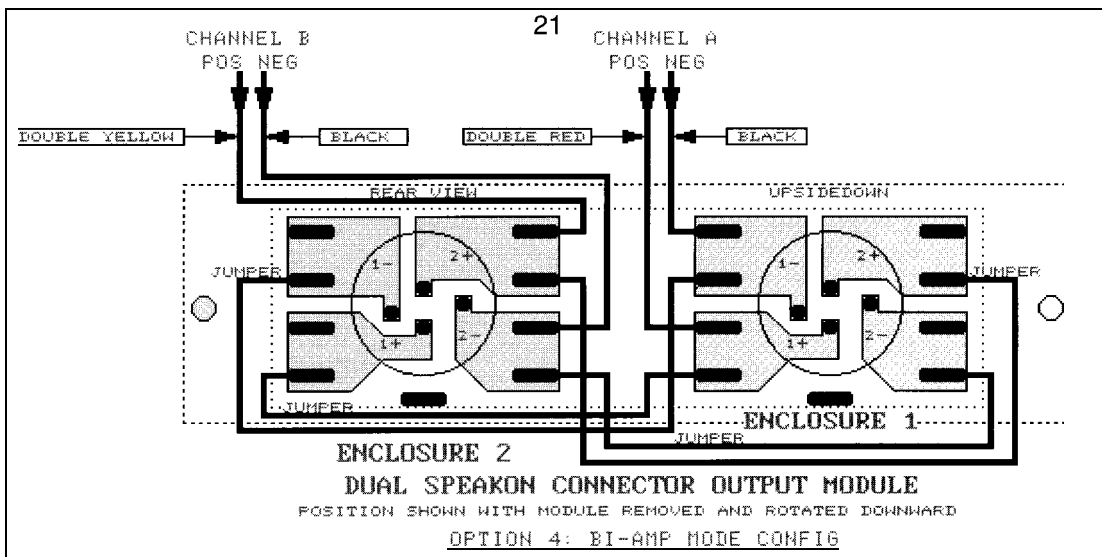 21
CHANNEL B
POS NEG
CHANNEL A
POS NEG
DOUBLE YELLOW
BLACK
DOUBLE RED
BLACK
REAR VIEW
UPSIDEDOWN
1-
2+
1-
2+
JUMPER
JUMPER
1+
2-
1+
2-
JUMPER
ENCLOSURE 1
JUMPER
ENCLOSURE 2
DUAL SPEAKON CONNECTOR OUTPUT MODULE
POSITION SHOWN WITH MODULE REMOVED AND ROTATED DOWNWARD
OPTION 4: BI-AMP MODE CONFIG